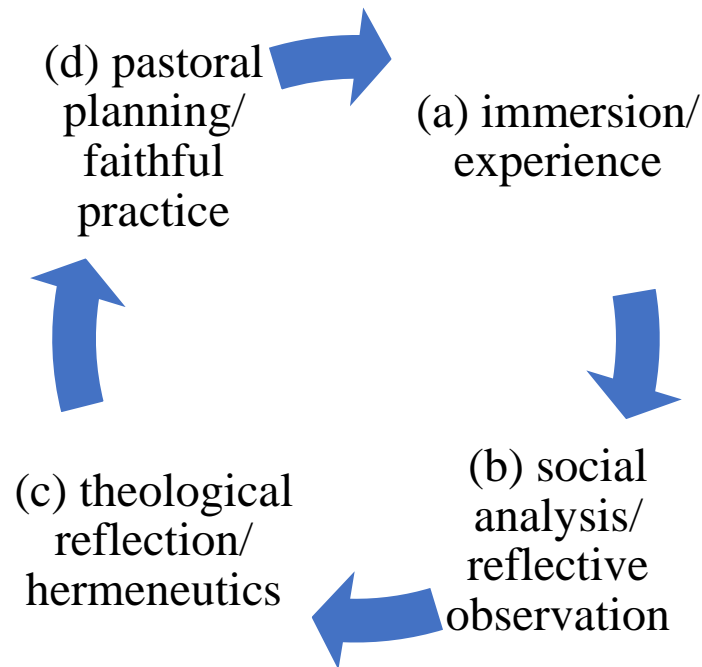 (a) immersion/
experience
(b) social
analysis/
reflective
observation
(c) theological
reflection/
hermeneutics
(d) pastoral
planning/
faithful
practice